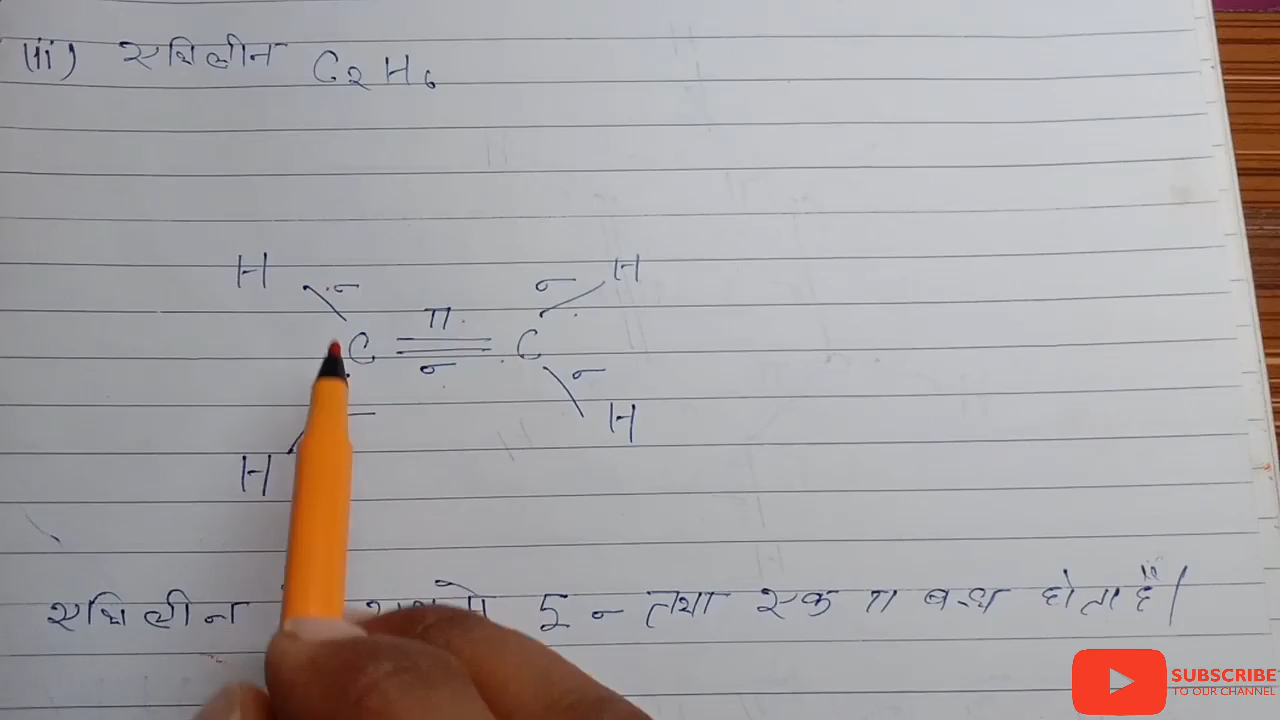 (ii) एथिलीन C2H6
H σ σ H
π
C C
σ σ
H
H
एथिलीन 5 σ तथा एक π बन्ध होता है।
SUBSCRIBE
TO OUR CHANNEL